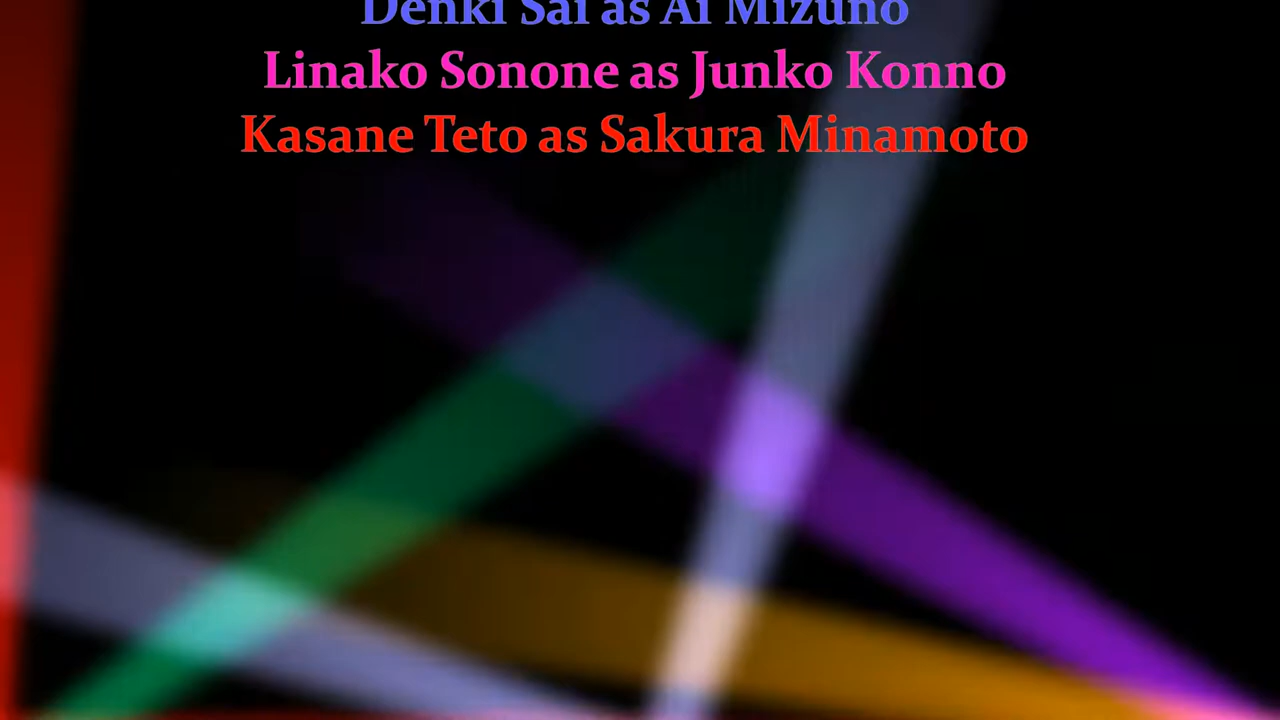 Denki Sai as Ai Mizuno
Linako Sonone as Junko Konno
Kasane Teto as Sakura Minamoto